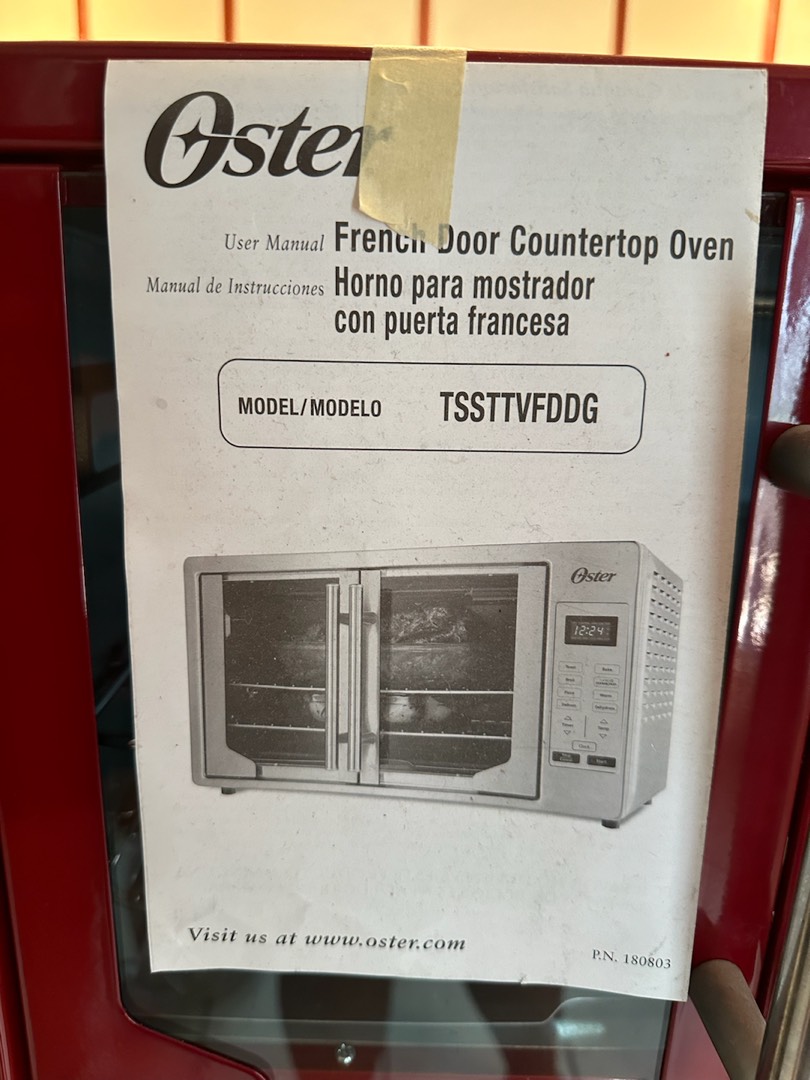 Oster
User Manual French Door Countertop Oven
Manual de Instrucciones Horno para mostrador
con puerta francesa
MODEL/MODELO TSSTTVFDDG
Oster
12:24
Visit us at www.oster.com
P.N. 180803